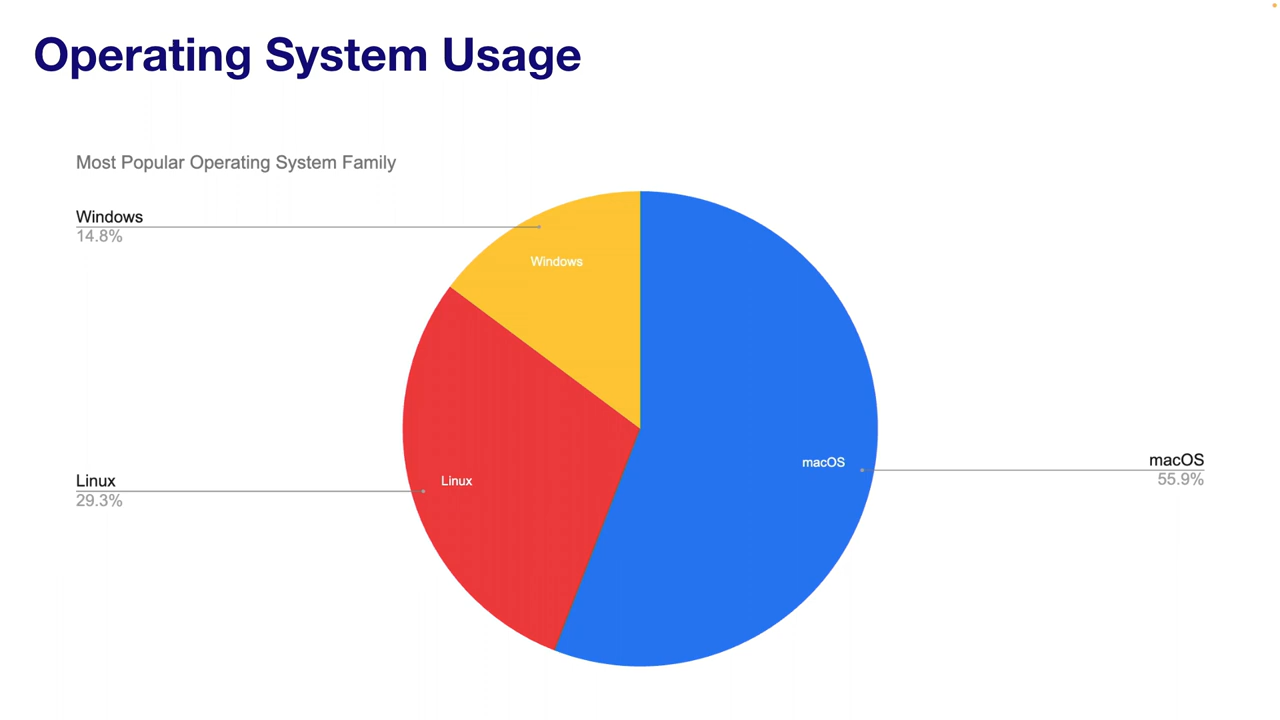 Operating System Usage
Most Popular Operating System Family
Windows
14.8%
Windows
macOS
macOS
55.9%
Linux
29.3%
Linux